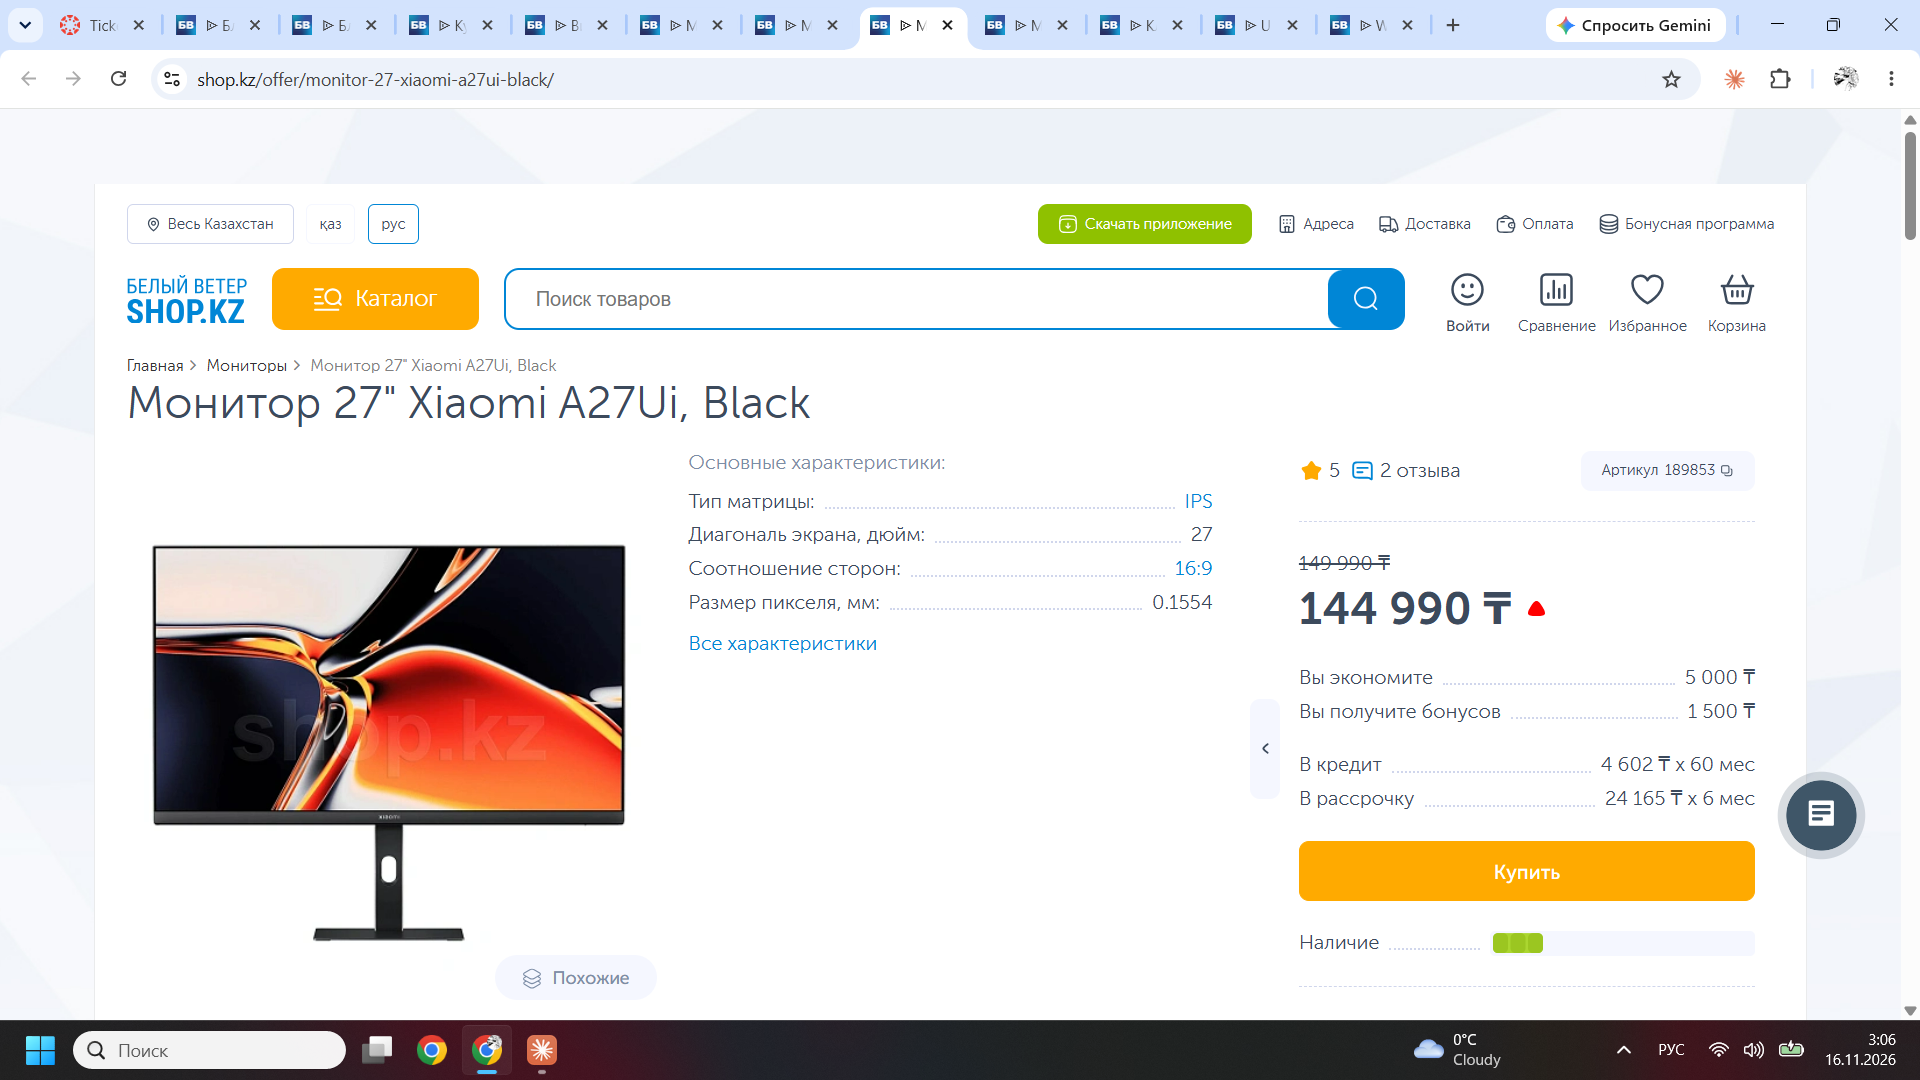 Tick
БЛ
БЛ
Ку
М
М
М
М
U
W
Спросить Gemini
shop.kz/offer/monitor-27-xiaomi-a27ui-black/
Весь Казахстан
қаз
рус
Скачать приложение
Адреса
Доставка
Оплата
Бонусная программа
БЕЛЫЙ ВЕТЕР
SHOP.KZ
Каталог
Поиск товаров
Войти
Сравнение
Избранное
Корзина
Главная > Мониторы > Монитор 27" Xiaomi A27Ui, Black
Монитор 27" Xiaomi A27Ui, Black
Основные характеристики:
Тип матрицы: IPS
Диагональ экрана, дюйм: 27
Соотношение сторон: 16:9
Размер пикселя, мм: 0.1554
Все характеристики
shop.kz
XIAOMI
Похожие
5
2 отзыва
Артикул 189853
149 990 ₸
144 990 ₸
Вы экономите 5 000 ₸
Вы получите бонусов 1 500 ₸
В кредит 4 602 ₸ x 60 мес
В рассрочку 24 165 ₸ x 6 мес
Купить
Наличие
Поиск
0°C
Cloudy
РУС
3:06
16.11.2026